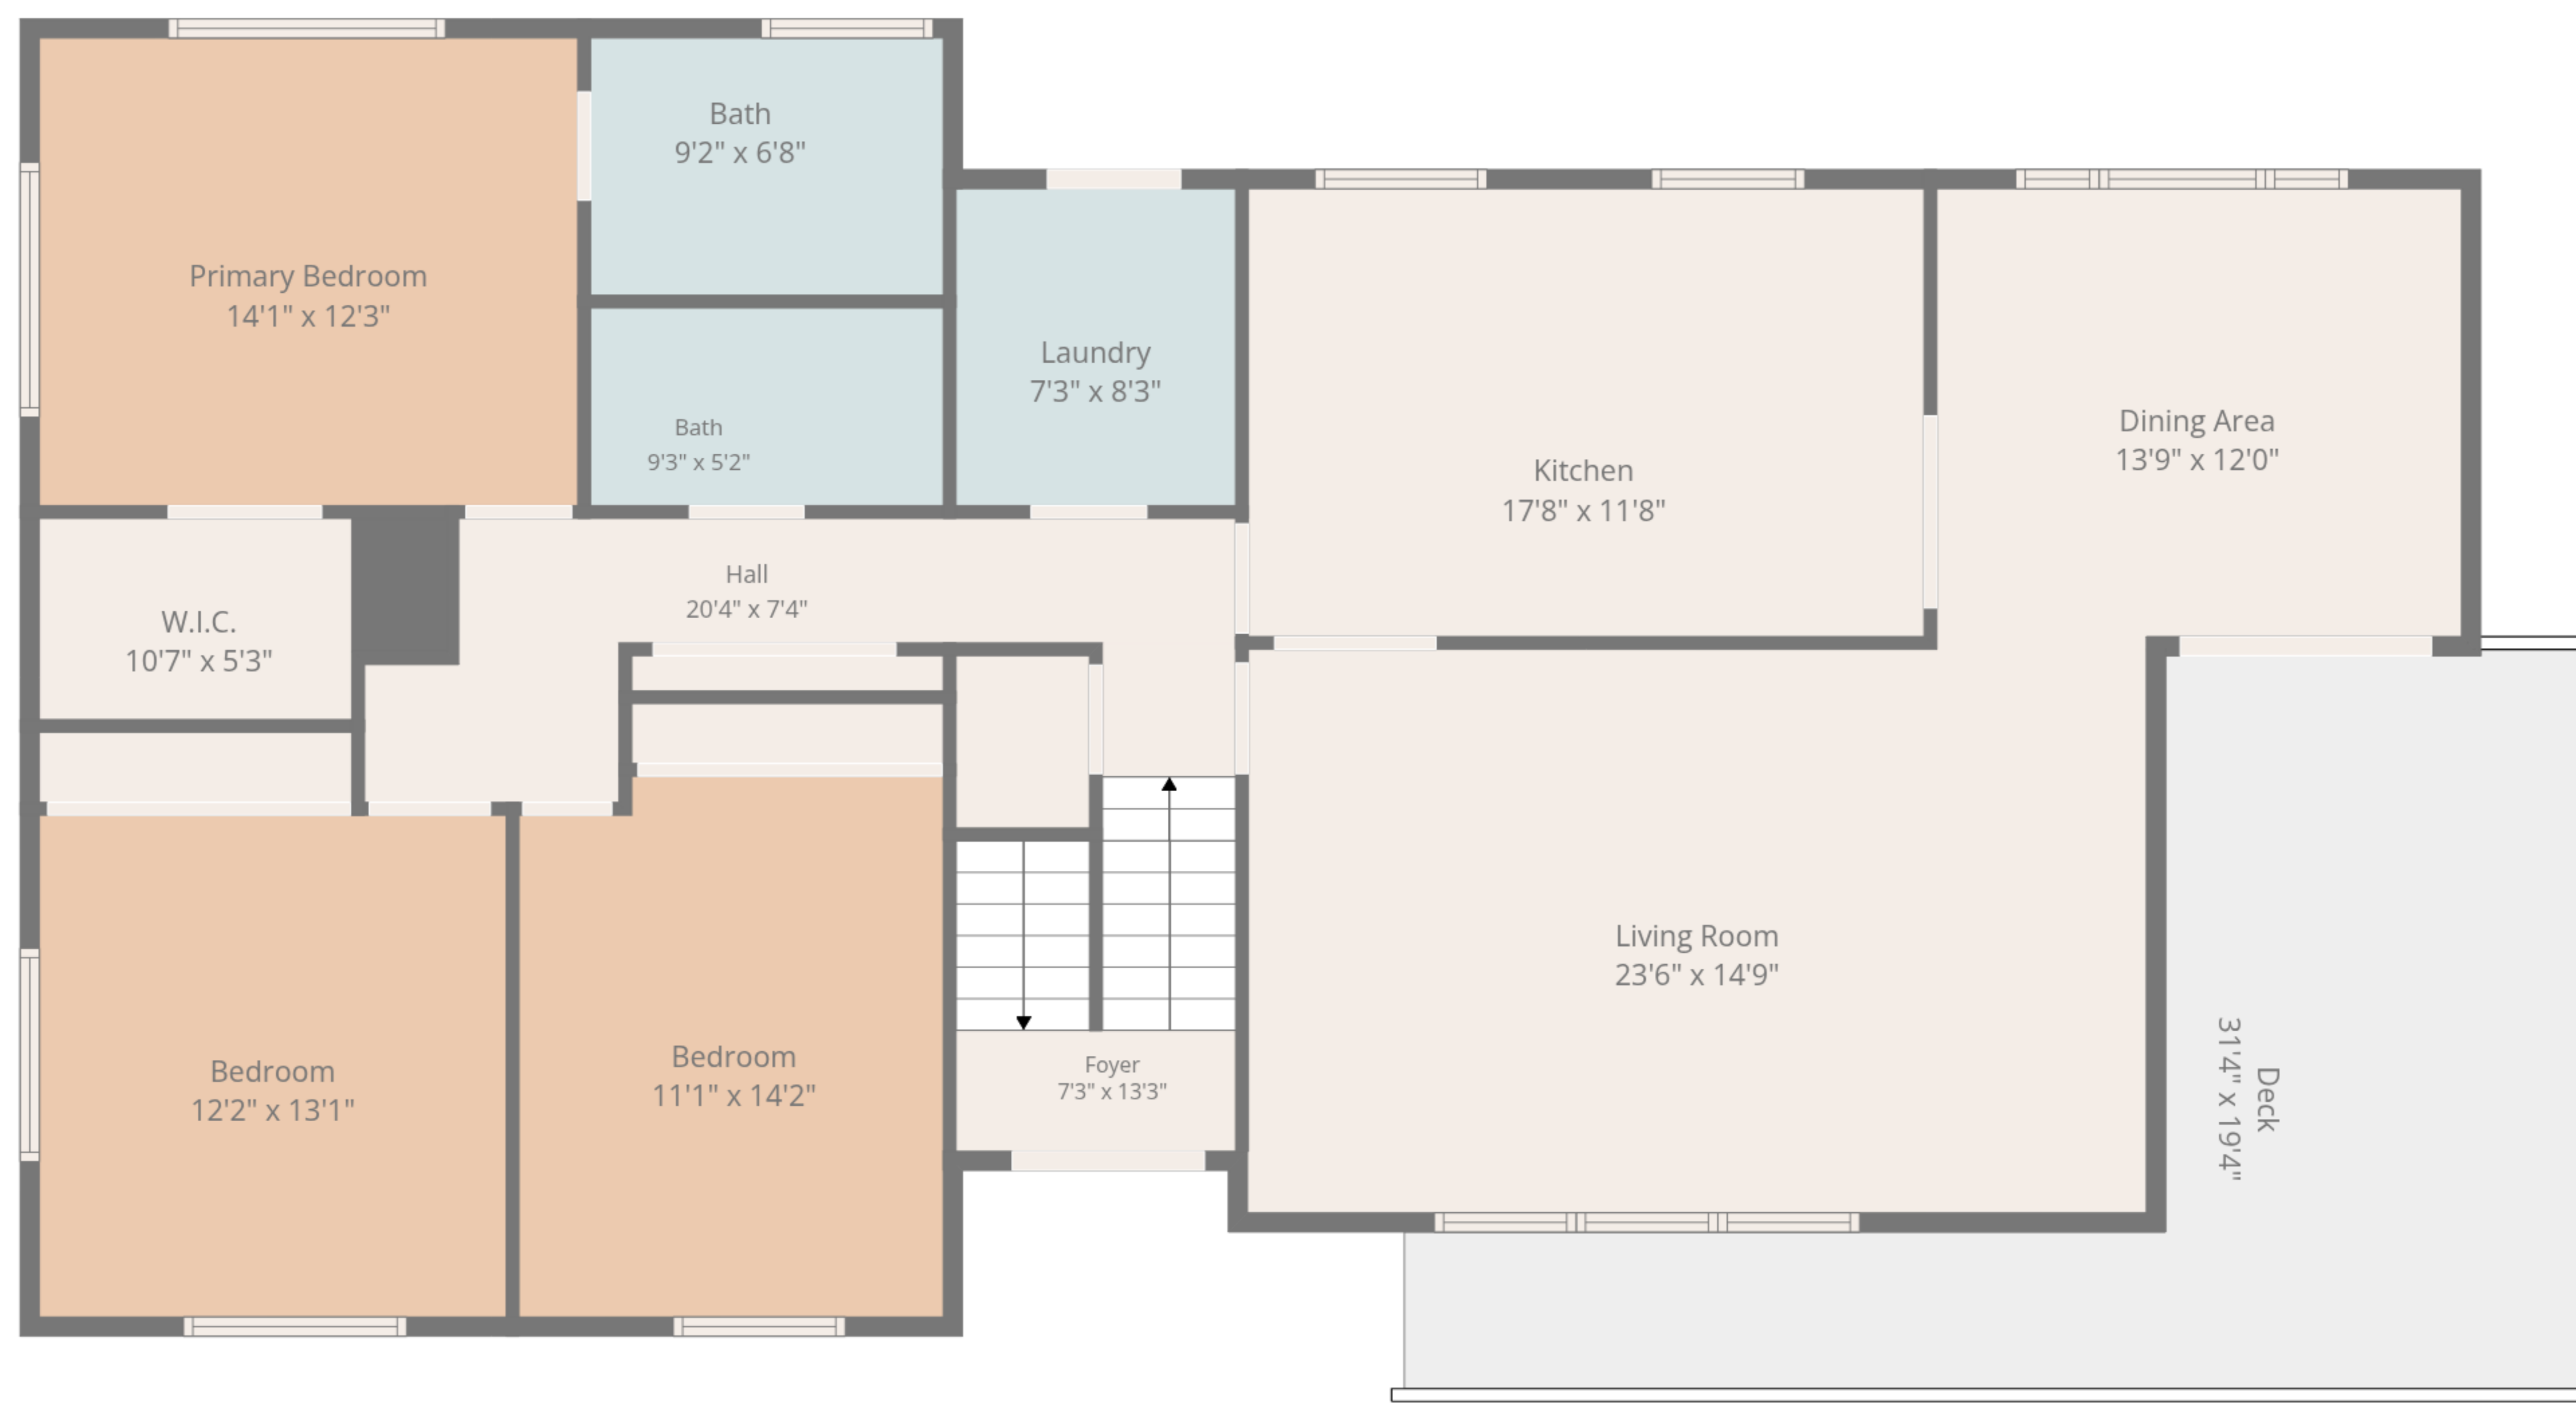 Bath
9'2" x 6'8"
Primary Bedroom
14'1" x 12'3"
Laundry
7'3" x 8'3"
Bath
9'3" x 5'2"
Kitchen
17'8" x 11'8"
Dining Area
13'9" x 12'0"
Hall
20'4" x 7'4"
W.I.C.
10'7" x 5'3"
Living Room
23'6" x 14'9"
Bedroom
12'2" x 13'1"
Bedroom
11'1" x 14'2"
Foyer
7'3" x 13'3"
Deck
31'4" x 19'4"